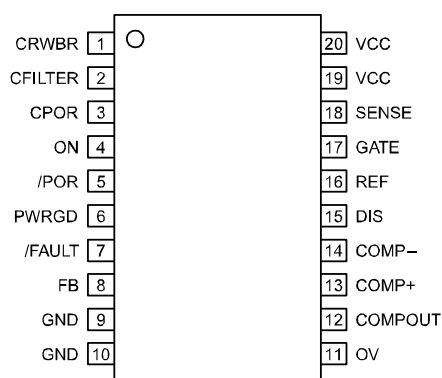 CRWBR 1 20 VCC
CFILTER 2 19 VCC
CPOR 3 18 SENSE
ON 4 17 GATE
/POR 5 16 REF
PWRGD 6 15 DIS
/FAULT 7 14 COMP−
FB 8 13 COMP+
GND 9 12 COMPOUT
GND 10 11 OV